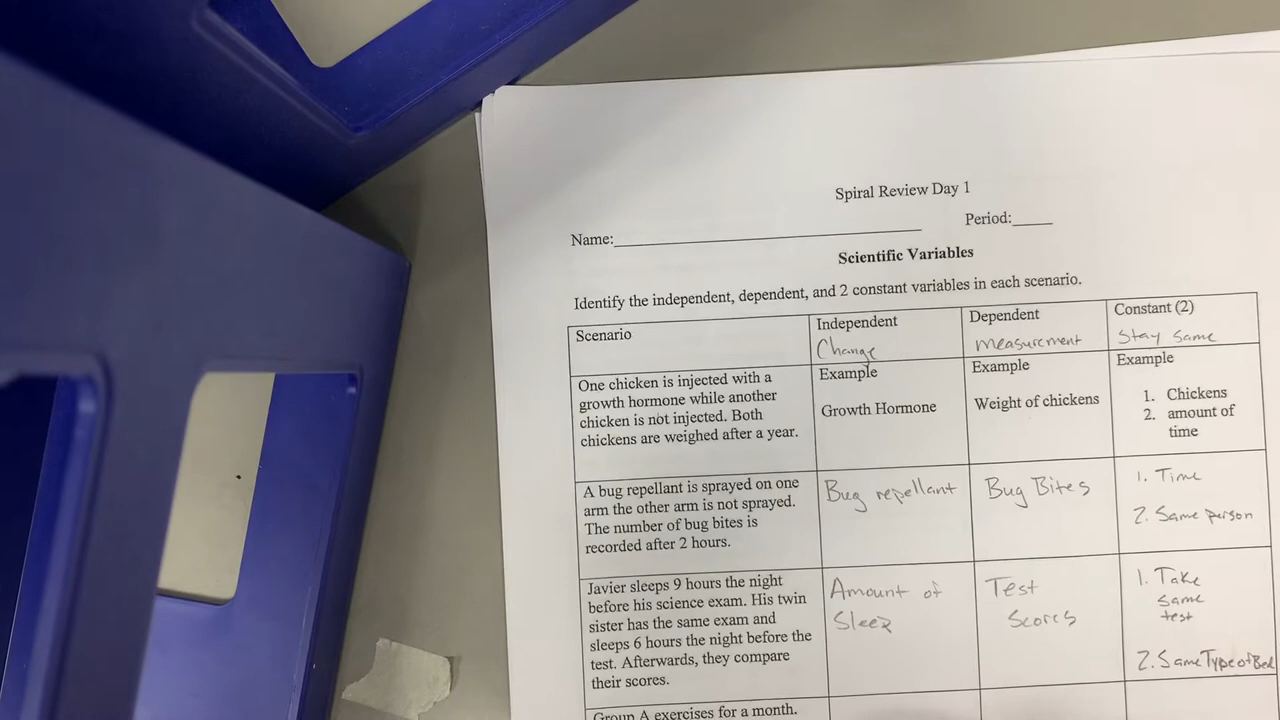 Spiral Review Day 1
Name:____________________ Period:_____
Scientific Variables
Identify the independent, dependent, and 2 constant variables in each scenario.
Scenario
Independent
Change
Dependent
measurement
Constant (2)
Stay Same
One chicken is injected with a
growth hormone while another
chicken is not injected. Both
chickens are weighed after a year.
Example
Growth Hormone
Example
Weight of chickens
Example
1. Chickens
2. amount of
time
A bug repellant is sprayed on one
arm the other arm is not sprayed.
The number of bug bites is
recorded after 2 hours.
Bug repellant
Bug Bites
1. Time
2. Same person
Javier sleeps 9 hours the night
before his science exam. His twin
sister has the same exam and
sleeps 6 hours the night before the
test. Afterwards, they compare
their scores.
Amount of
Sleep
Test
Scores
1. Take
same
test
2. Same Type of Bed
Group A exercises for a month.